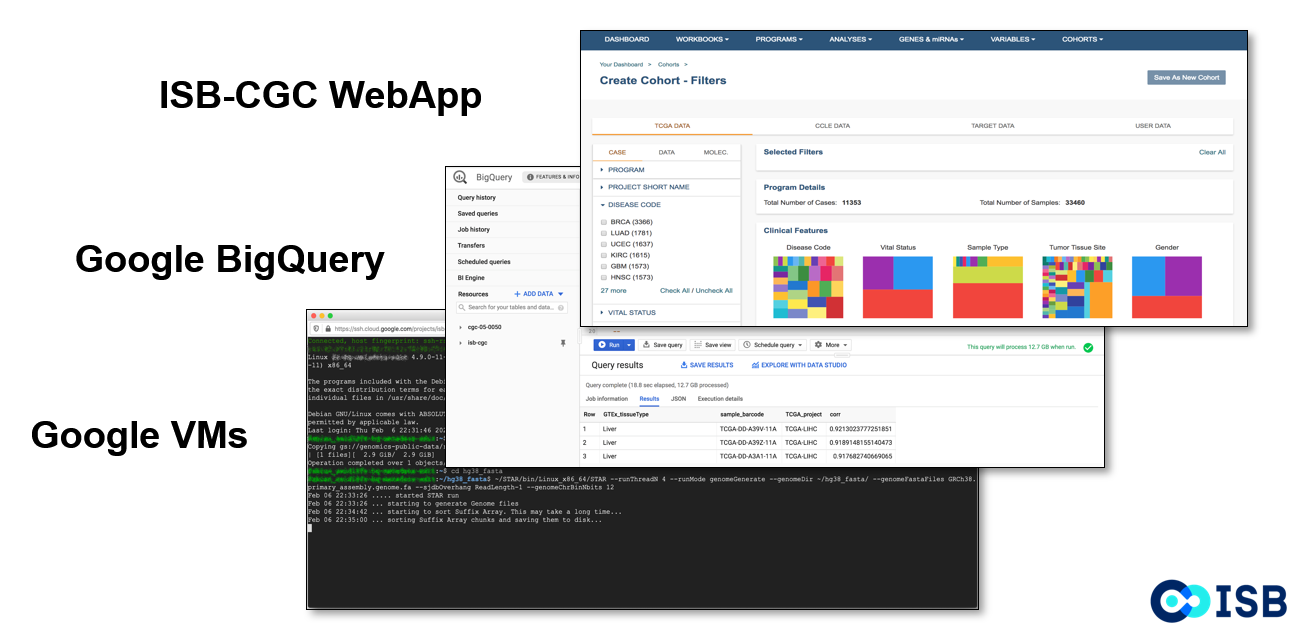 ISB-CGC WebApp
DASHBOARD WORKBOOKS PROGRAMS ANALYSES GENES & miRNAs VARIABLES COHORTS
Your Dashboard > Cohorts >
Create Cohort - Filters
Save As New Cohort
TCGA DATA CCLE DATA TARGET DATA USER DATA
CASE DATA MOLEC.
PROGRAM
PROJECT SHORT NAME
DISEASE CODE
BRCA (3366)
LUAD (1781)
UCEC (1637)
KIRC (1615)
GBM (1573)
HNSC (1573)
27 more Check All / Uncheck All
VITAL STATUS
Selected Filters Clear All
Program Details
Total Number of Cases: 11353 Total Number of Samples: 33460
Clinical Features
Disease Code Vital Status Sample Type Tumor Tissue Site Gender
Google BigQuery
BigQuery FEATURES & INFO
Query history
Saved queries
Job history
Transfers
Scheduled queries
BI Engine
Resources + ADD DATA
Search for your tables and data...
cgc-05-0050
isb-cgc
Run Save query Save view Schedule query More
This query will process 12.7 GB when run.
Query results SAVE RESULTS EXPLORE WITH DATA STUDIO
Query complete (18.8 sec elapsed, 12.7 GB processed)
Job information Results JSON Execution details
Row GTEx_tissueType sample_barcode TCGA_project corr
1 Liver TCGA-DD-A39V-11A TCGA-LIHC 0.9213023777251851
2 Liver TCGA-DD-A39Z-11A TCGA-LIHC 0.9189148155140473
3 Liver TCGA-DD-A3A1-11A TCGA-LIHC 0.917682740669065
Google VMs
https://ssh.cloud.google.com/projects/isb
Connected, host fingerprint: ssh-r
Linux 4.9.0-11
-11) x86_64
The programs included with the Debi
the exact distribution terms for ea
individual files in /usr/share/doc/
Debian GNU/Linux comes with ABSOLUT
permitted by applicable law.
Last login: Thu Feb 6 22:31:46 202
Copying gs://genomics-public-data/
| [1 files][ 2.9 GiB/ 2.9 GiB]
Operation completed over 1 objects
:~$ cd hg38_fasta
:~/hg38_fasta$ ~/STAR/bin/Linux_x86_64/STAR --runThreadN 4 --runMode genomeGenerate --genomeDir ~/hg38_fasta/ --genomeFastaFiles GRCh38.
primary_assembly.genome.fa --sjdbOverhang ReadLength-1 --genomeChrBinNbits 12
Feb 06 22:33:26 ..... started STAR run
Feb 06 22:33:26 ... starting to generate Genome files
Feb 06 22:34:42 ... starting to sort Suffix Array. This may take a long time...
Feb 06 22:35:00 ... sorting Suffix Array chunks and saving them to disk...
ISB